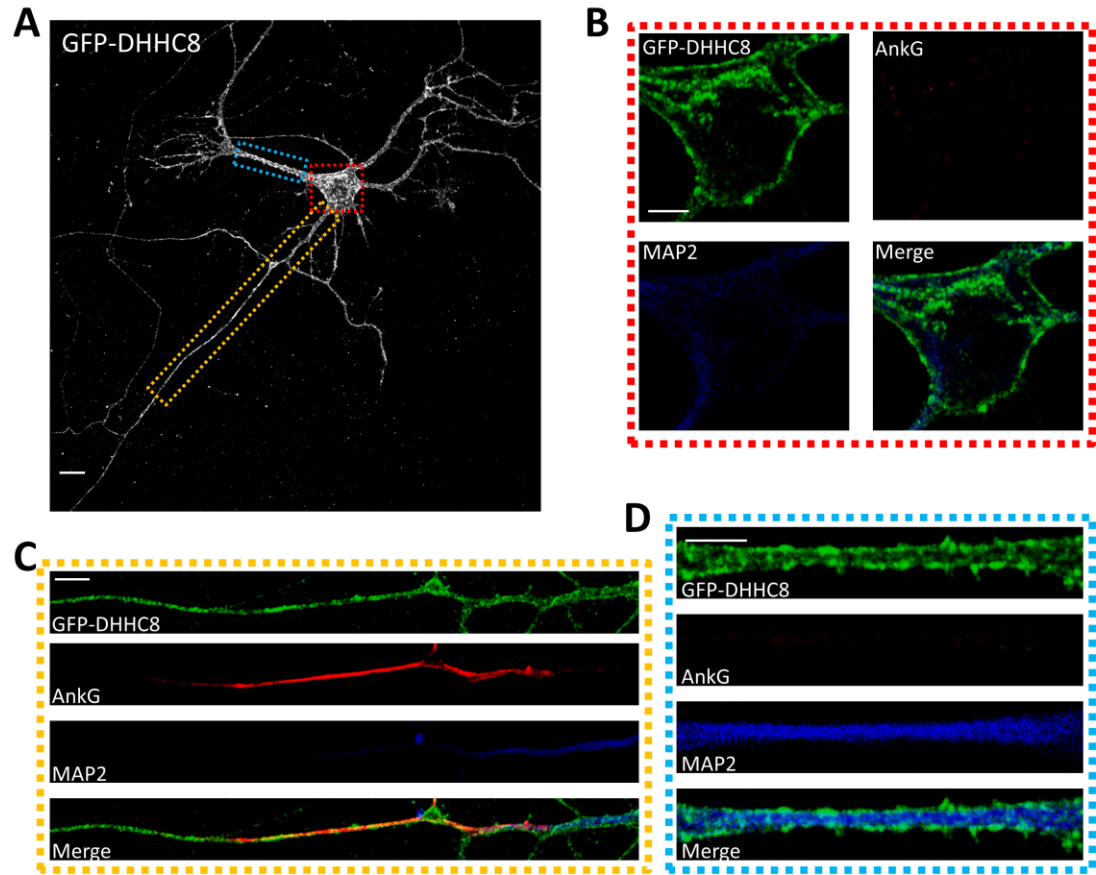 A
GFP-DHHC8
B
GFP-DHHC8
AnkG
MAP2
Merge
C
GFP-DHHC8
AnkG
MAP2
Merge
D
GFP-DHHC8
AnkG
MAP2
Merge